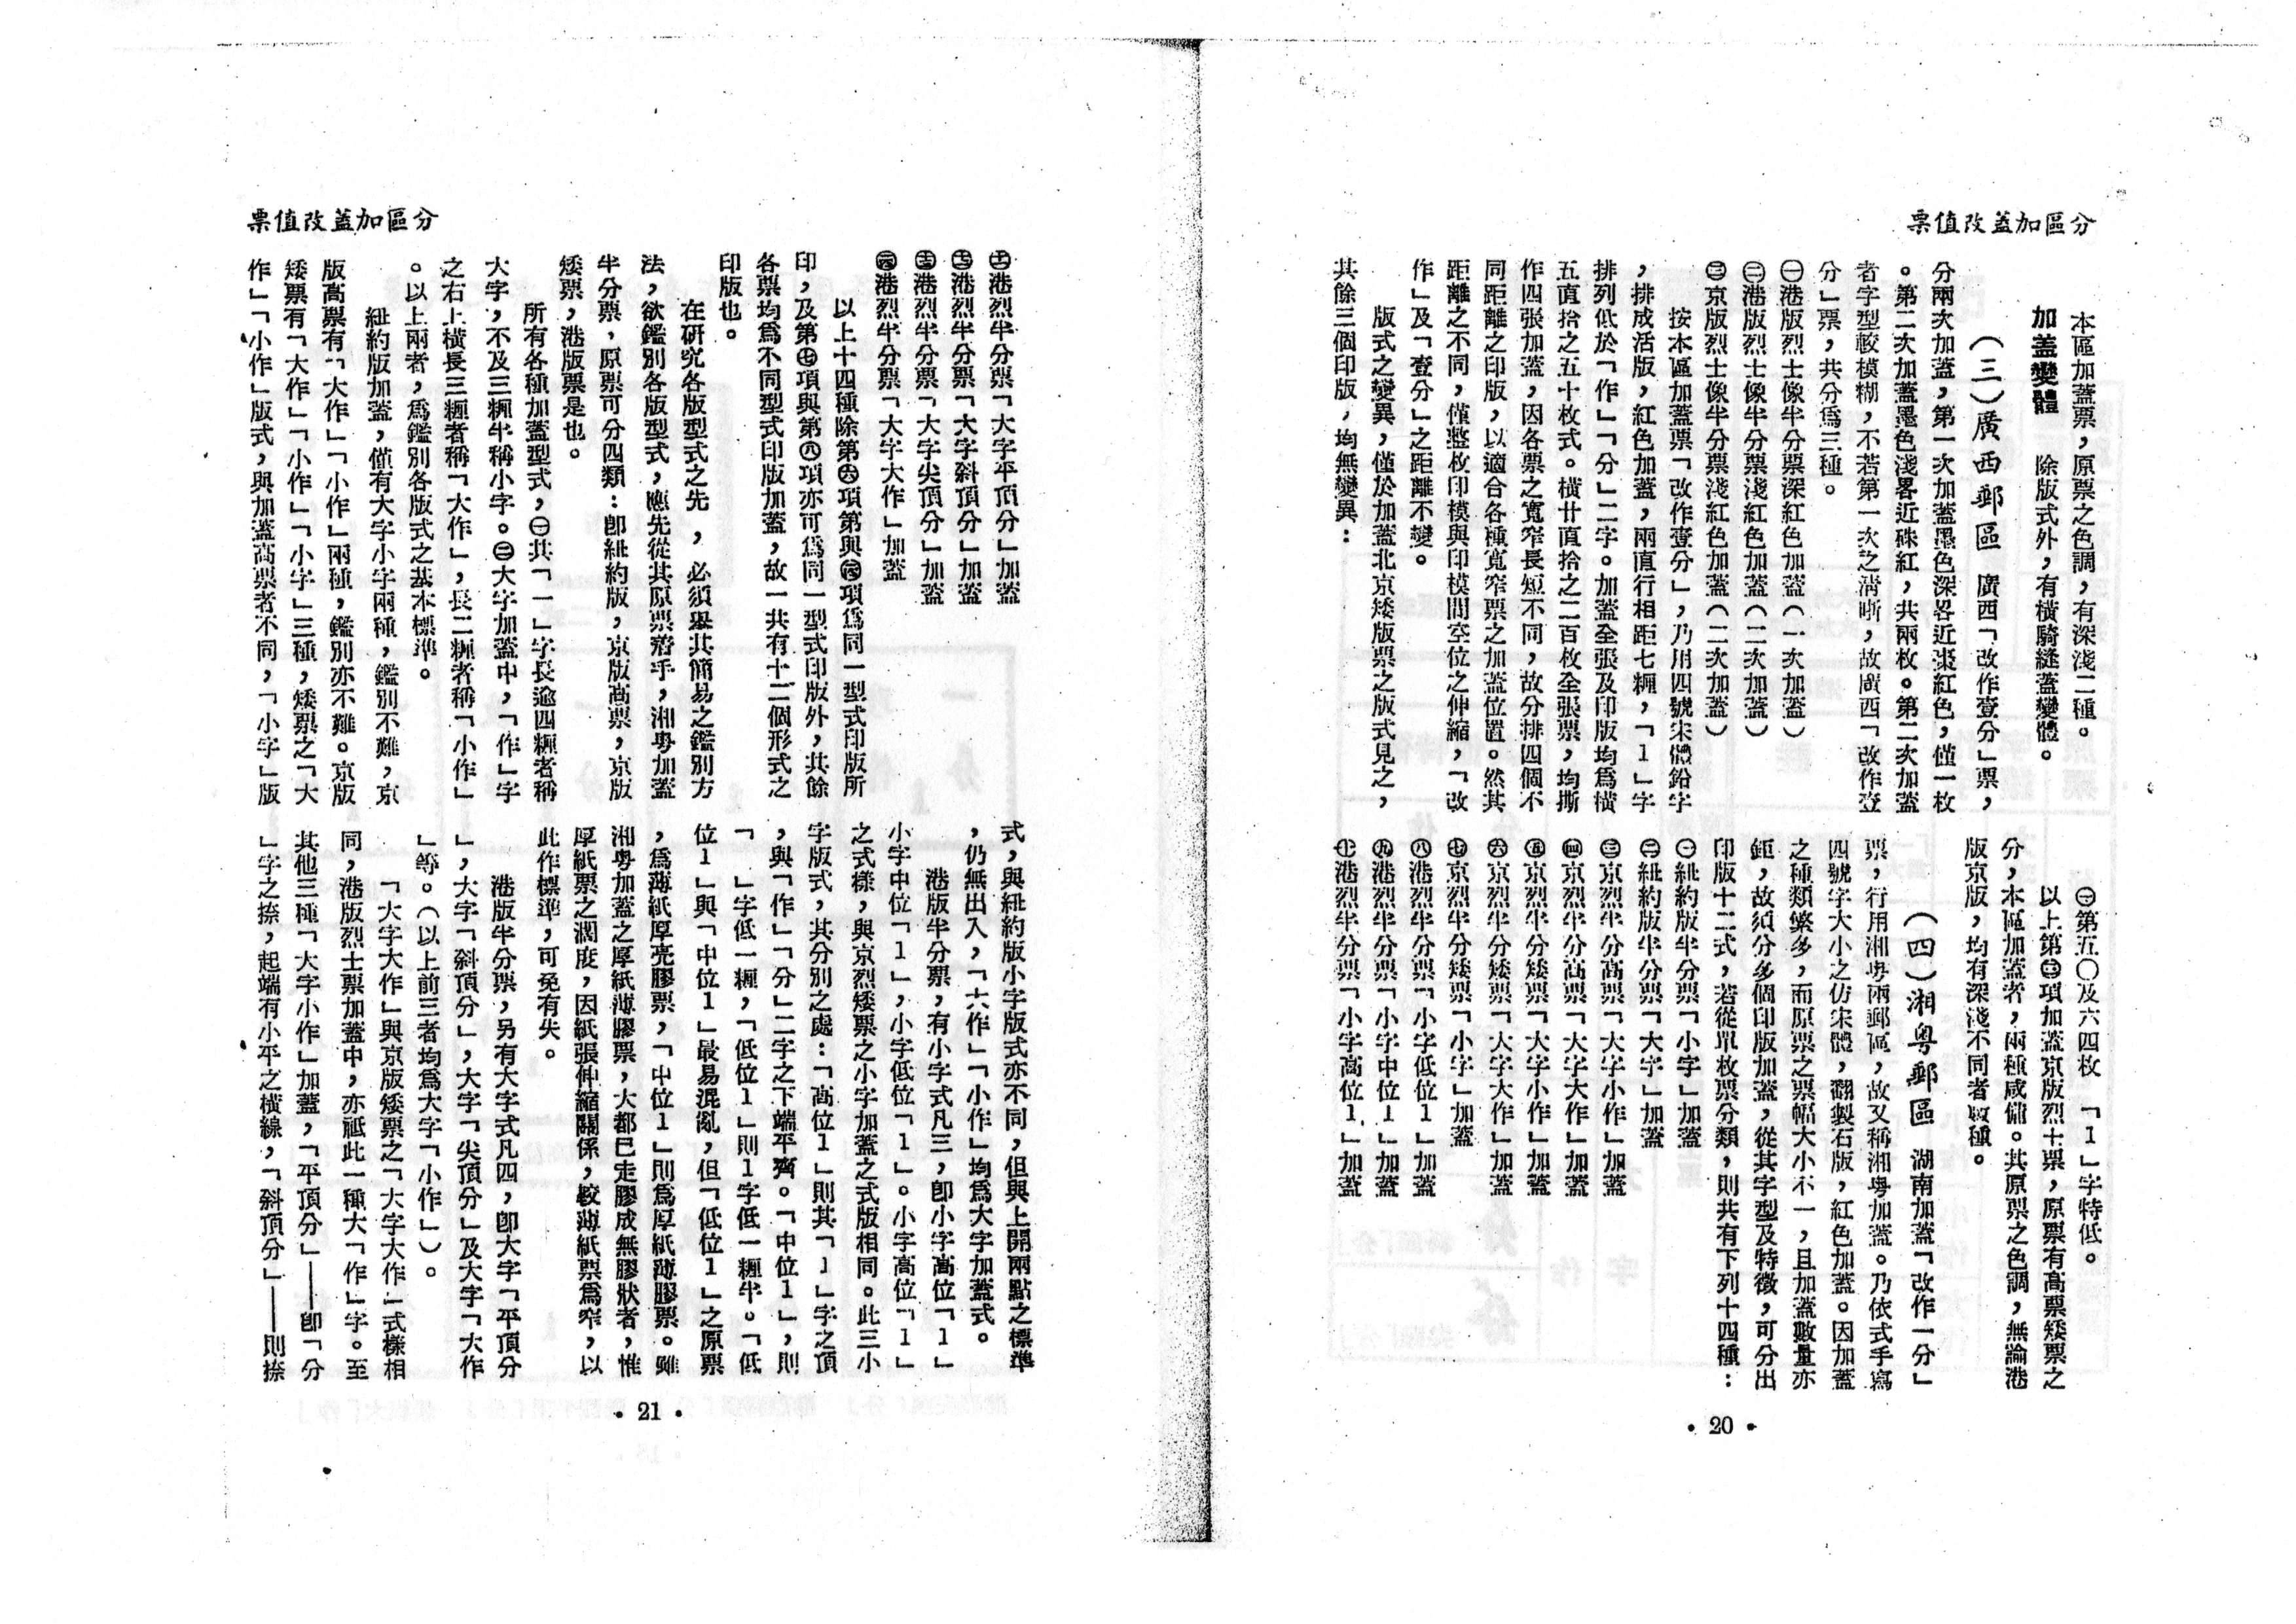 分區加蓋改值票
本區加蓋票，原票之色調，有深淺二種。
加蓋變體　除版式外，有橫騎縫蓋變體。
（三）廣西郵區　廣西「改作壹分」票，
分兩次加蓋，第一次加蓋墨色深畧近棗紅色，僅一枚
。第二次加蓋墨色淺畧近硃紅，共兩枚。第二次加蓋
者字型較模糊，不若第一次之淸晰，故廣西「改作壹
分」票，共分爲三種。
㊀港版烈士像半分票深紅色加蓋（一次加蓋）
㊁港版烈士像半分票淺紅色加蓋（二次加蓋）
㊂京版烈士像半分票淺紅色加蓋（二次加蓋）
按本區加蓋票「改作壹分」，乃用四號宋體鉛字
，排成活版，紅色加蓋，兩直行相距七糎，「1」字
排列低於「作」「分」二字。加蓋全張及印版均爲橫
五直拾之五十枚式。橫廿直拾之二百枚全張票，均撕
作四張加蓋，因各票之寬窄長短不同，故分排四個不
同距離之印版，以適合各種寬窄票之加蓋位置。然其
距離之不同，僅整枚印模與印模間空位之伸縮，「改
作」及「壹分」之距離不變。
版式之變異，僅於加蓋北京矮版票之版式見之，
其餘三個印版，均無變異：
㊀第五〇及六四枚　「1」字特低。
以上第㊂項加蓋京版烈士票，原票有高票矮票之
分，本區加蓋者，兩種咸備。其原票之色調，無論港
版京版，均有深淺不同者數種。
（四）湘粵郵區　湖南加蓋「改作一分」
票，行用湘粵兩郵區，故又稱湘粵加蓋。乃依式手寫
四號字大小之仿宋體，翻製石版，紅色加蓋。因加蓋
之種類繁多，而原票之票幅大小不一，且加蓋數量亦
鉅，故須分多個印版加蓋，從其字型及特徵，可分出
印版十二式，若從單枚票分類，則共有下列十四種：
㊀紐約版半分票「小字」加蓋
㊁紐約版半分票「大字」加蓋
㊂京烈半分高票「大字小作」加蓋
㊃京烈半分高票「大字大作」加蓋
㊄京烈半分矮票「大字小作」加蓋
㊅京烈半分矮票「大字大作」加蓋
㊆京烈半分矮票「小字」加蓋
㊇港烈半分票「小字低位1」加蓋
㊈港烈半分票「小字中位1」加蓋
㊉港烈半分票「小字高位1」加蓋
• 20 •
分區加蓋改值票
港烈半分票「大字平頂分」加蓋
港烈半分票「大字斜頂分」加蓋
港烈半分票「大字尖頂分」加蓋
港烈半分票「大字大作」加蓋
以上十四種除第㊅項第與項爲同一型式印版所
印，及第㊆項與第㊇項亦可爲同一型式印版外，共餘
各票均爲不同型式印版加蓋，故一共有十二個形式之
印版也。
在研究各版型式之先，必須畢其簡易之鑑別方
法，欲鑑別各版型式，應先從其原票着手，湘粵加蓋
半分票，原票可分四類：卽紐約版，京版高票，京版
矮票，港版票是也。
所有各種加蓋型式，㊀其「一」字長逾四糎者稱
大字，不及三糎半稱小字。㊁大字加蓋中，「作」字
之右上橫長三糎者稱「大作」，長二糎者稱「小作」
。以上兩者，爲鑑別各版式之基本標準。
紐約版加蓋，僅有大字小字兩種，鑑別不難，京
版高票有「大作」「小作」兩種，鑑別亦不難。京版
矮票有「大作」「小作」「小字」三種，矮票之「大
作」「小作」版式，與加蓋高票者不同，「小字」版
式，與紐約版小字版式亦不同，但與上開兩點之標準
，仍無出入，「大作」「小作」均爲大字加蓋式。
港版半分票，有小字式凡三，卽小字高位「1」
小字中位「1」，小字低位「1」。小字高位「1」
之式樣，與京烈矮票之小字加蓋之式版相同。此三小
字版式，其分別之處：「高位1」則其「1」字之頂
，與「作」「分」二字之下端平齊。「中位1」，則
「一」字低一糎，「低位1」則1字低一糎半。「低
位1」與「中位1」最易混亂，但「低位1」之原票
，爲薄紙厚亮膠票，「中位1」則爲厚紙薄膠票。雖
湘粵加蓋之厚紙薄膠票，大都已走膠成無膠狀者，惟
厚紙票之濶度，因紙張伸縮關係，較薄紙票爲窄，以
此作標準，可免有失。
港版半分票，另有大字式凡四，卽大字「平頂分
」，大字「斜頂分」，大字「尖頂分」及大字「大作
」等。（以上前三者均爲大字「小作」）。
「大字大作」與京版矮票之「大字大作」式樣相
同，港版烈士票加蓋中，亦祗此一種大「作」字。至
其他三種「大字小作」加蓋，「平頂分」——卽「分
」字之捺，起端有小平之橫線，「斜頂分」——則捺
• 21 •